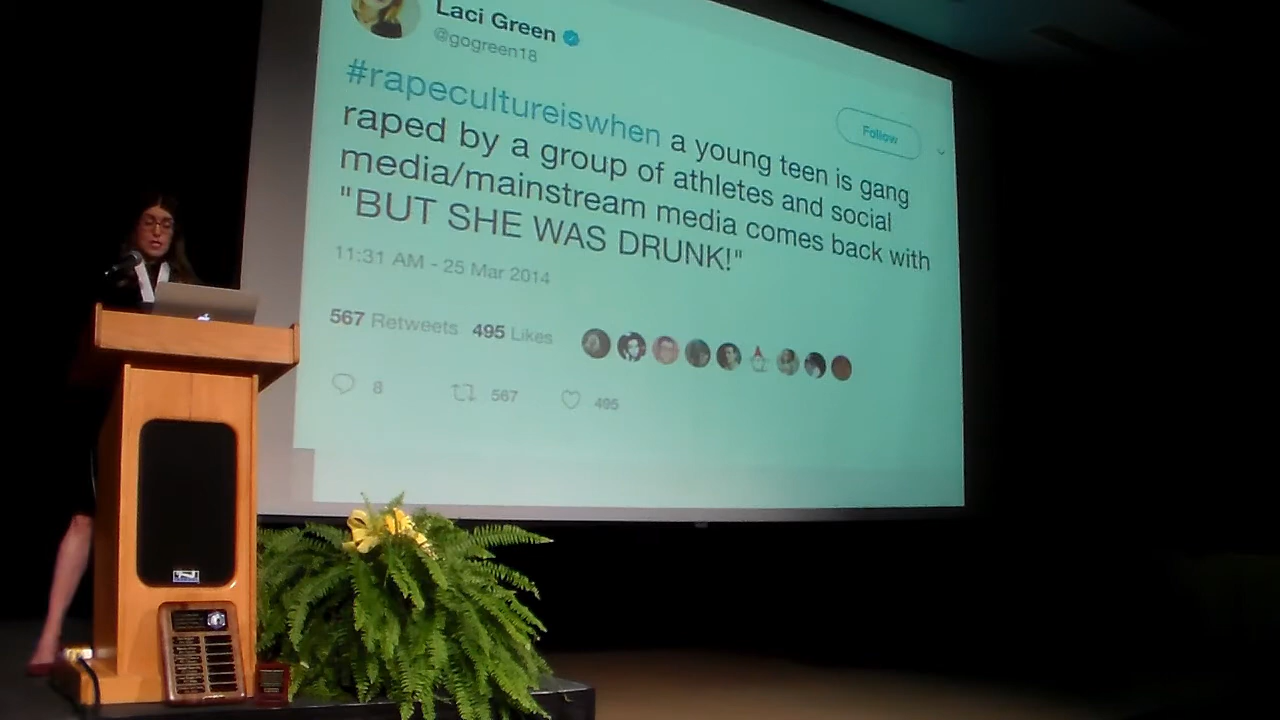 Laci Green
@gogreen18
Follow
#rapecultureiswhen a young teen is gang
raped by a group of athletes and social
media/mainstream media comes back with
"BUT SHE WAS DRUNK!"
11:31 AM - 25 Mar 2014
567 Retweets 495 Likes
8 567 495